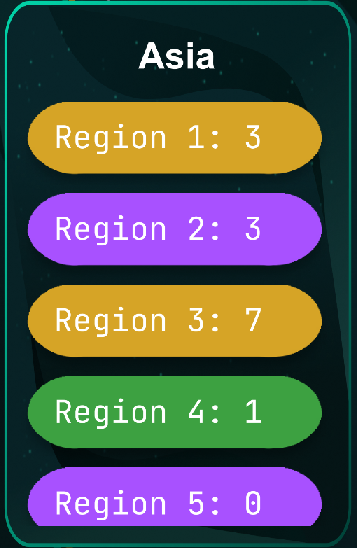 Asia
Region 1: 3
Region 2: 3
Region 3: 7
Region 4: 1
Region 5: 0